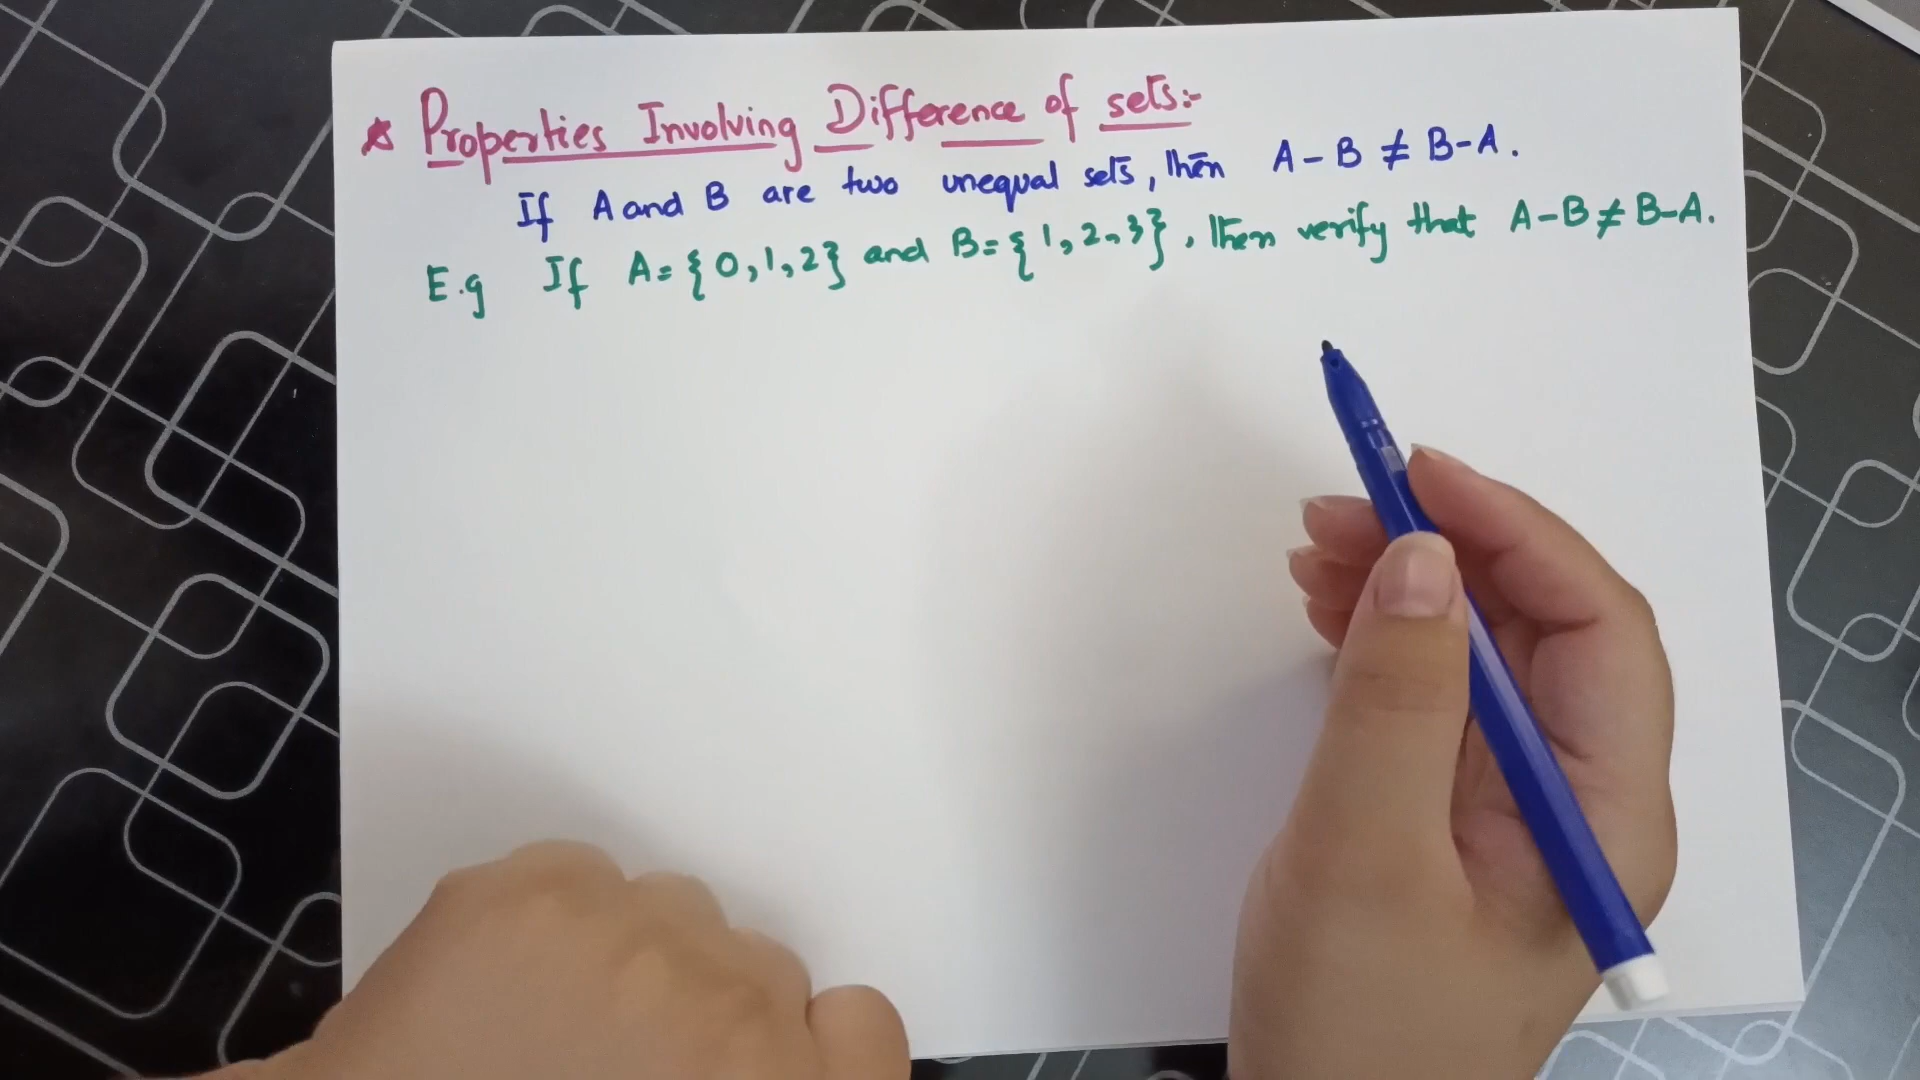 * Properties Involving Difference of sets:-
If A and B are two unequal sets, then A-B ≠ B-A.
E.g If A={0,1,2} and B={1,2,3}, then verify that A-B≠B-A.